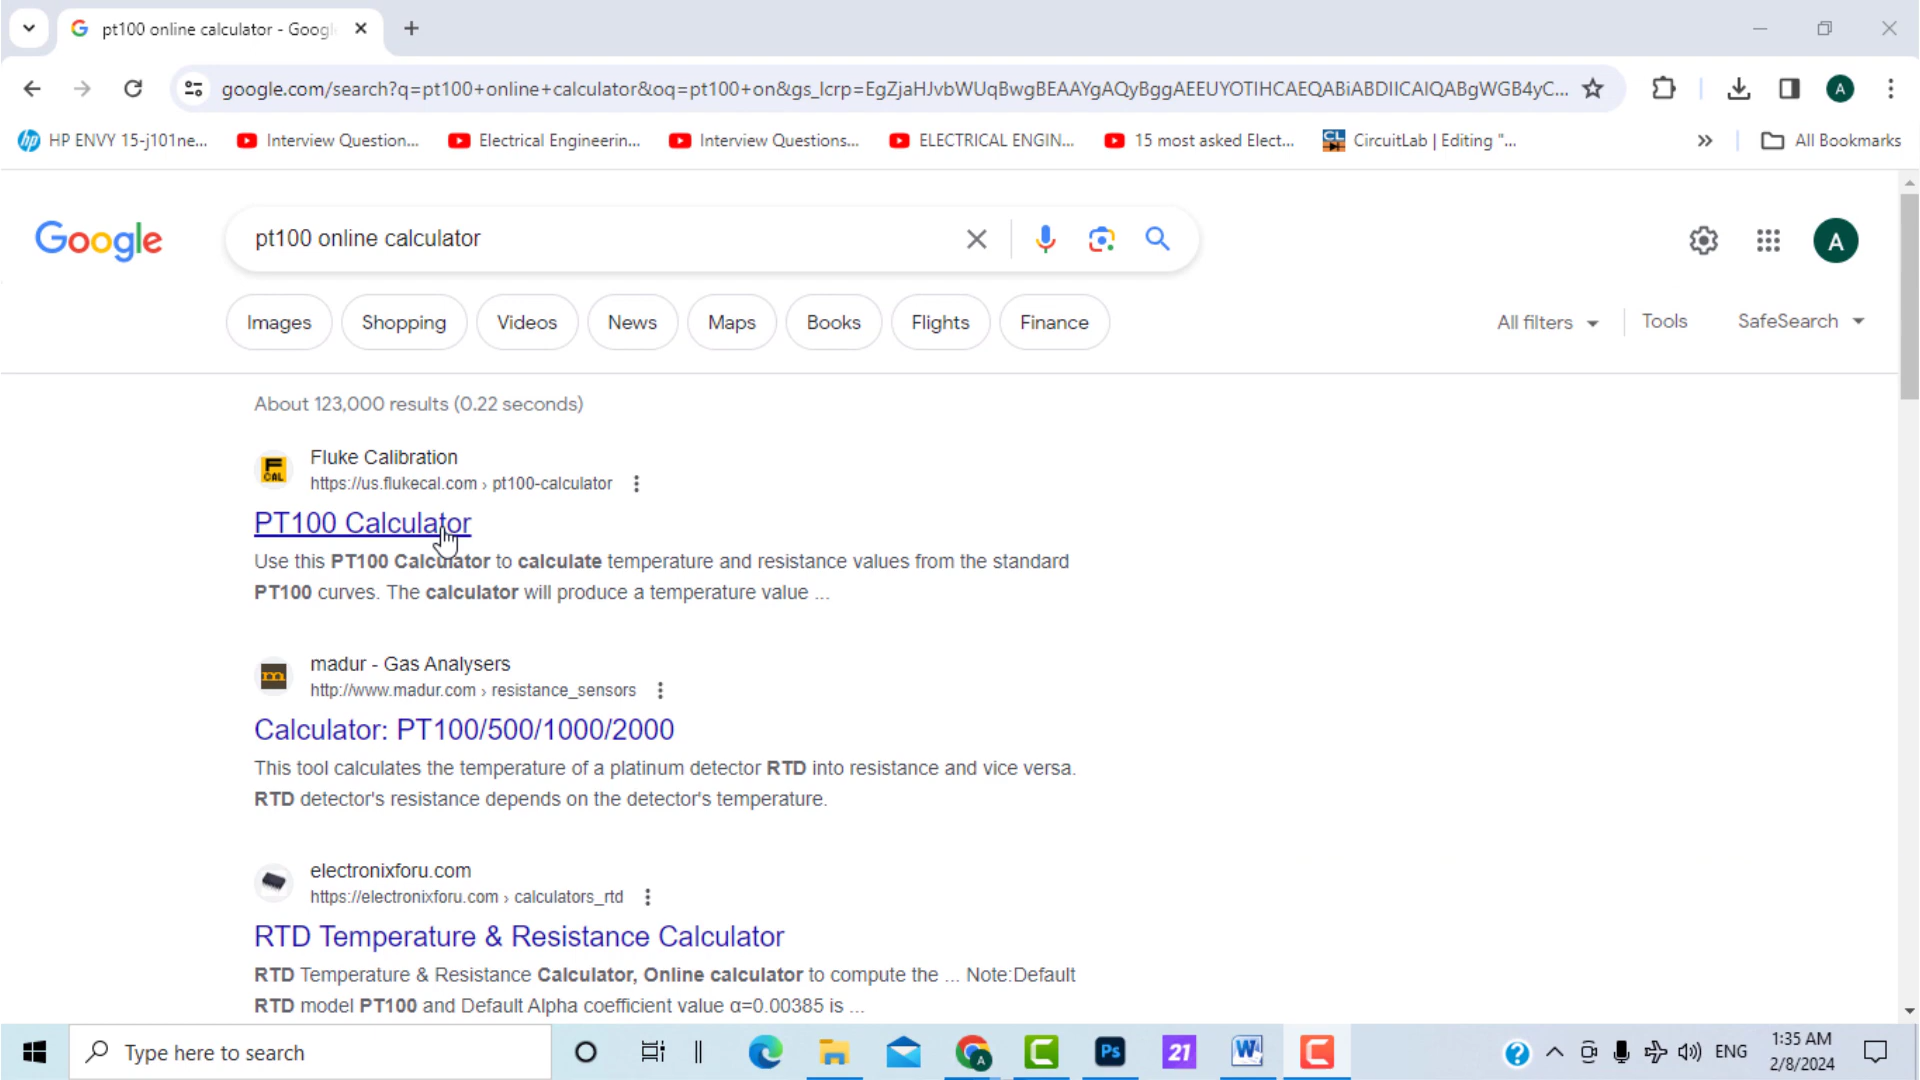 pt100 online calculator - Googl
google.com/search?q=pt100+online+calculator&oq=pt100+on&gs_lcrp=EgZjaHJvbWUqBwgBEAAYgAQyBggAEEUYOTIHCAEQABiABDIICAIQABgWGB4yC...
A
HP ENVY 15-j101ne...
Interview Question...
Electrical Engineerin...
Interview Questions...
ELECTRICAL ENGIN...
15 most asked Elect...
CL
CircuitLab | Editing "...
All Bookmarks
Google
pt100 online calculator
A
Images
Shopping
Videos
News
Maps
Books
Flights
Finance
All filters
Tools
SafeSearch
About 123,000 results (0.22 seconds)
F CAL
Fluke Calibration
https://us.flukecal.com › pt100-calculator
PT100 Calculator
Use this PT100 Calculator to calculate temperature and resistance values from the standard
PT100 curves. The calculator will produce a temperature value ...
m
madur - Gas Analysers
http://www.madur.com › resistance_sensors
Calculator: PT100/500/1000/2000
This tool calculates the temperature of a platinum detector RTD into resistance and vice versa.
RTD detector's resistance depends on the detector's temperature.
electronixforu.com
https://electronixforu.com › calculators_rtd
RTD Temperature & Resistance Calculator
RTD Temperature & Resistance Calculator, Online calculator to compute the ... Note:Default
RTD model PT100 and Default Alpha coefficient value α=0.00385 is ...
Type here to search
A
Ps
21
W
ENG
1:35 AM
2/8/2024